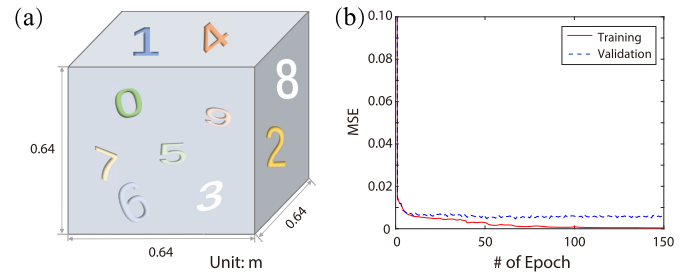 (a)
1 4
8
0 9
7 5 2
6 3
0.64
0.64
0.64
Unit: m
(b)
0.10
0.08
0.06
0.04
0.02
0
MSE
Training
Validation
0 50 100 150
# of Epoch